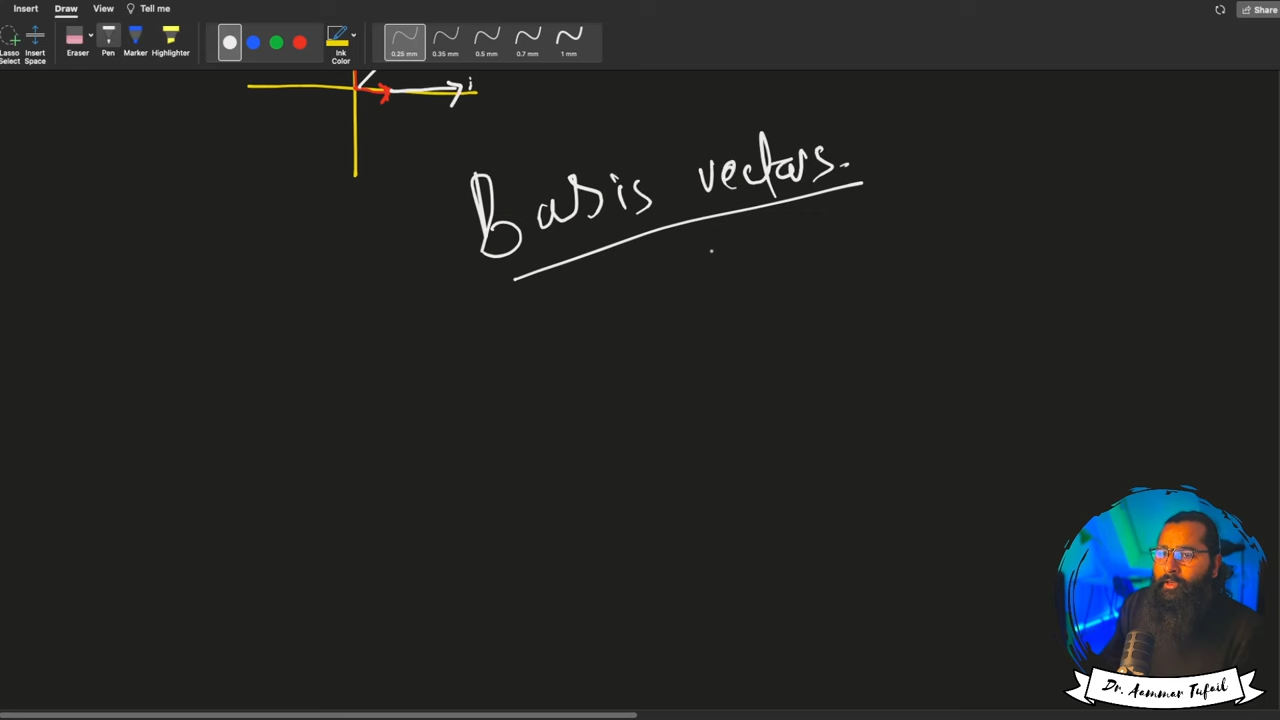 Insert Draw View Tell me Share
Lasso Select Insert Space Eraser Pen Marker Highlighter Ink Color 0.25 mm 0.35 mm 0.5 mm 0.7 mm 1 mm
i
Basis vectors.
Dr. Aammar Tufail